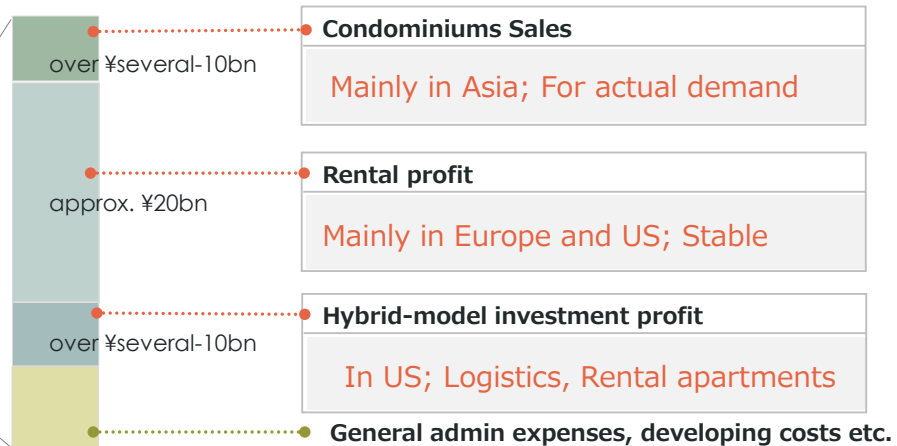 Condominiums Sales
over ¥several-10bn
Mainly in Asia; For actual demand
Rental profit
approx. ¥20bn
Mainly in Europe and US; Stable
Hybrid-model investment profit
over ¥several-10bn
In US; Logistics, Rental apartments
General admin expenses, developing costs etc.